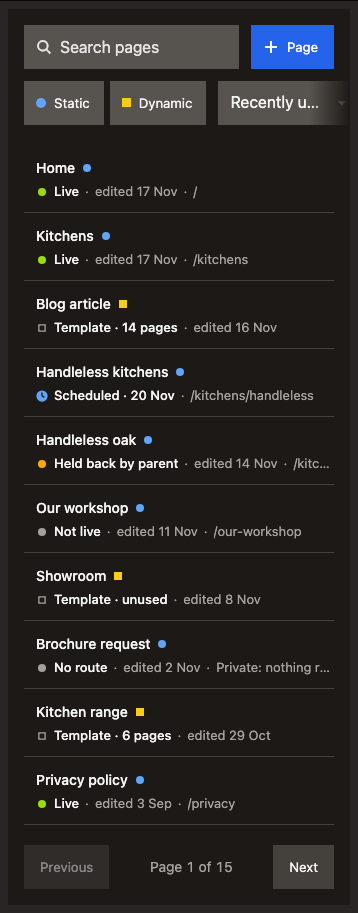 Search pages
+ Page
Static
Dynamic
Recently u...
Home
Live · edited 17 Nov · /
Kitchens
Live · edited 17 Nov · /kitchens
Blog article
Template · 14 pages · edited 16 Nov
Handleless kitchens
Scheduled · 20 Nov · /kitchens/handleless
Handleless oak
Held back by parent · edited 14 Nov · /kitc...
Our workshop
Not live · edited 11 Nov · /our-workshop
Showroom
Template · unused · edited 8 Nov
Brochure request
No route · edited 2 Nov · Private: nothing r...
Kitchen range
Template · 6 pages · edited 29 Oct
Privacy policy
Live · edited 3 Sep · /privacy
Previous
Page 1 of 15
Next